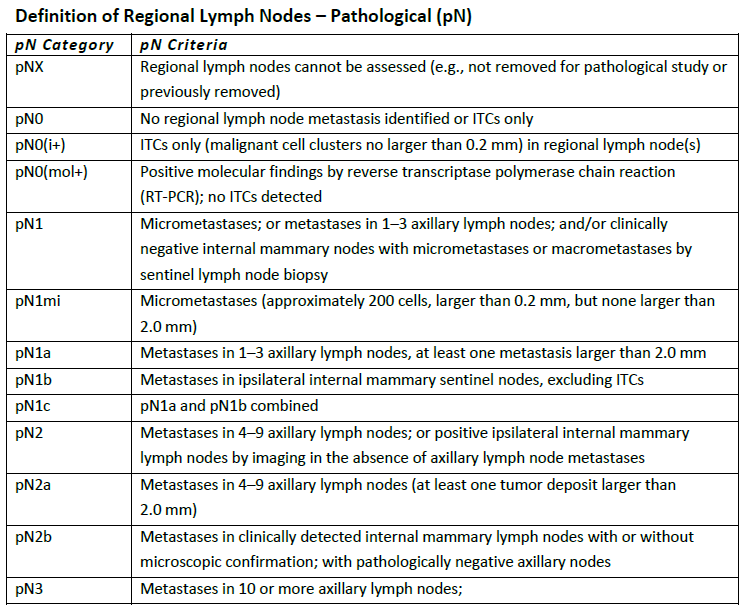 Definition of Regional Lymph Nodes – Pathological (pN)
pN Category pN Criteria
pNX Regional lymph nodes cannot be assessed (e.g., not removed for pathological study or
previously removed)
pN0 No regional lymph node metastasis identified or ITCs only
pN0(i+) ITCs only (malignant cell clusters no larger than 0.2 mm) in regional lymph node(s)
pN0(mol+) Positive molecular findings by reverse transcriptase polymerase chain reaction
(RT-PCR); no ITCs detected
pN1 Micrometastases; or metastases in 1–3 axillary lymph nodes; and/or clinically
negative internal mammary nodes with micrometastases or macrometastases by
sentinel lymph node biopsy
pN1mi Micrometastases (approximately 200 cells, larger than 0.2 mm, but none larger than
2.0 mm)
pN1a Metastases in 1–3 axillary lymph nodes, at least one metastasis larger than 2.0 mm
pN1b Metastases in ipsilateral internal mammary sentinel nodes, excluding ITCs
pN1c pN1a and pN1b combined
pN2 Metastases in 4–9 axillary lymph nodes; or positive ipsilateral internal mammary
lymph nodes by imaging in the absence of axillary lymph node metastases
pN2a Metastases in 4–9 axillary lymph nodes (at least one tumor deposit larger than
2.0 mm)
pN2b Metastases in clinically detected internal mammary lymph nodes with or without
microscopic confirmation; with pathologically negative axillary nodes
pN3 Metastases in 10 or more axillary lymph nodes;